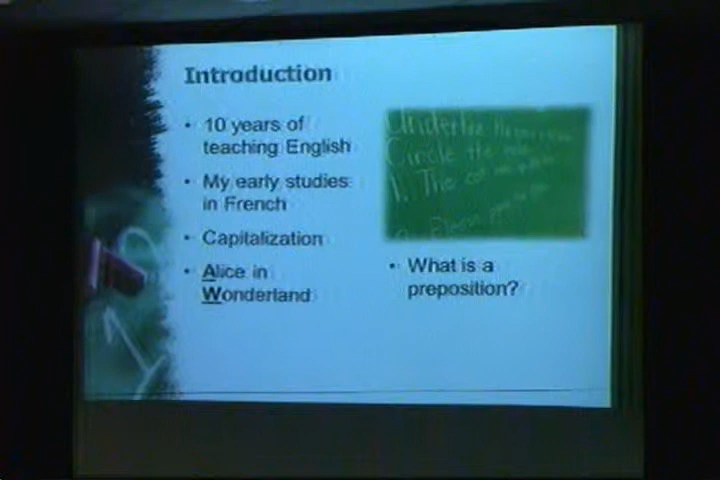 Introduction
• 10 years of
teaching English
• My early studies
in French
• Capitalization
• Alice in
Wonderland
Circle the
1. The cat
• What is a
preposition?